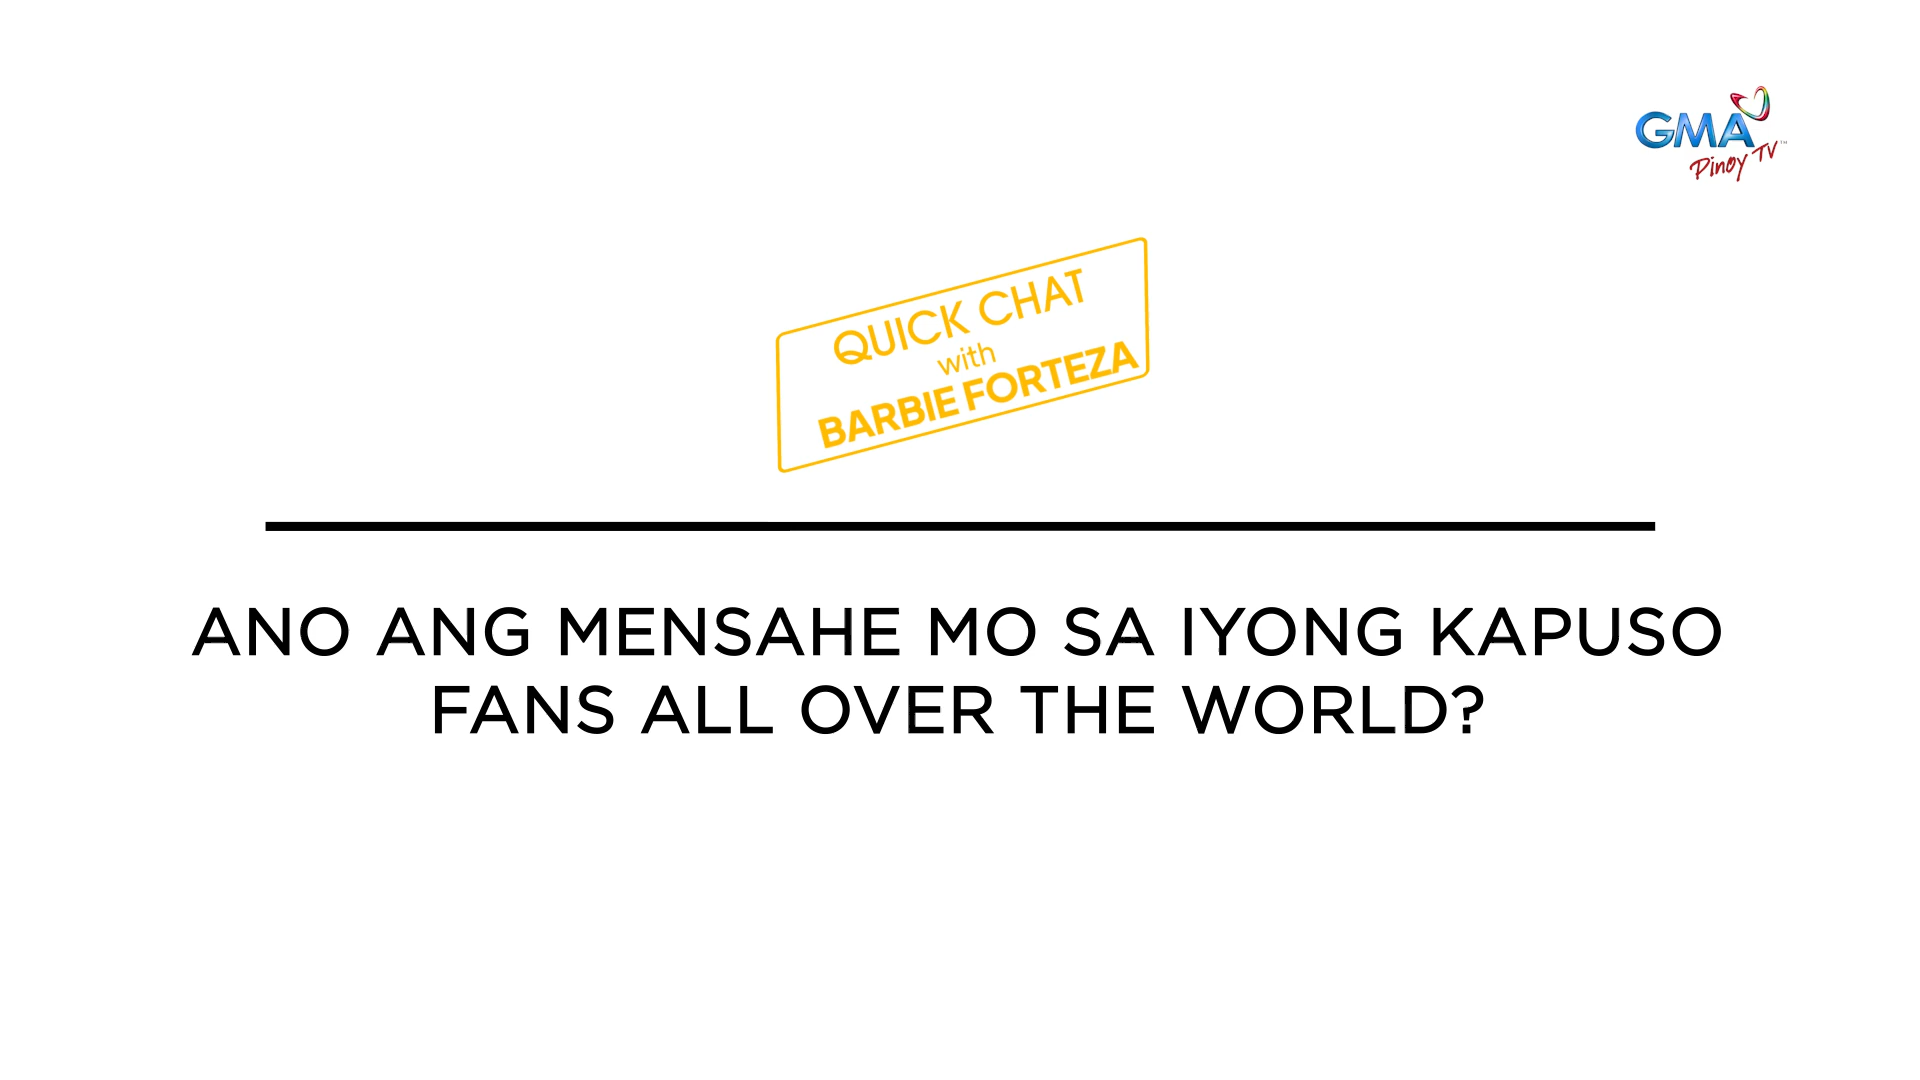 GMA
Pinoy TV
QUICK CHAT
with
BARBIE FORTEZA
ANO ANG MENSAHE MO SA IYONG KAPUSO
FANS ALL OVER THE WORLD?